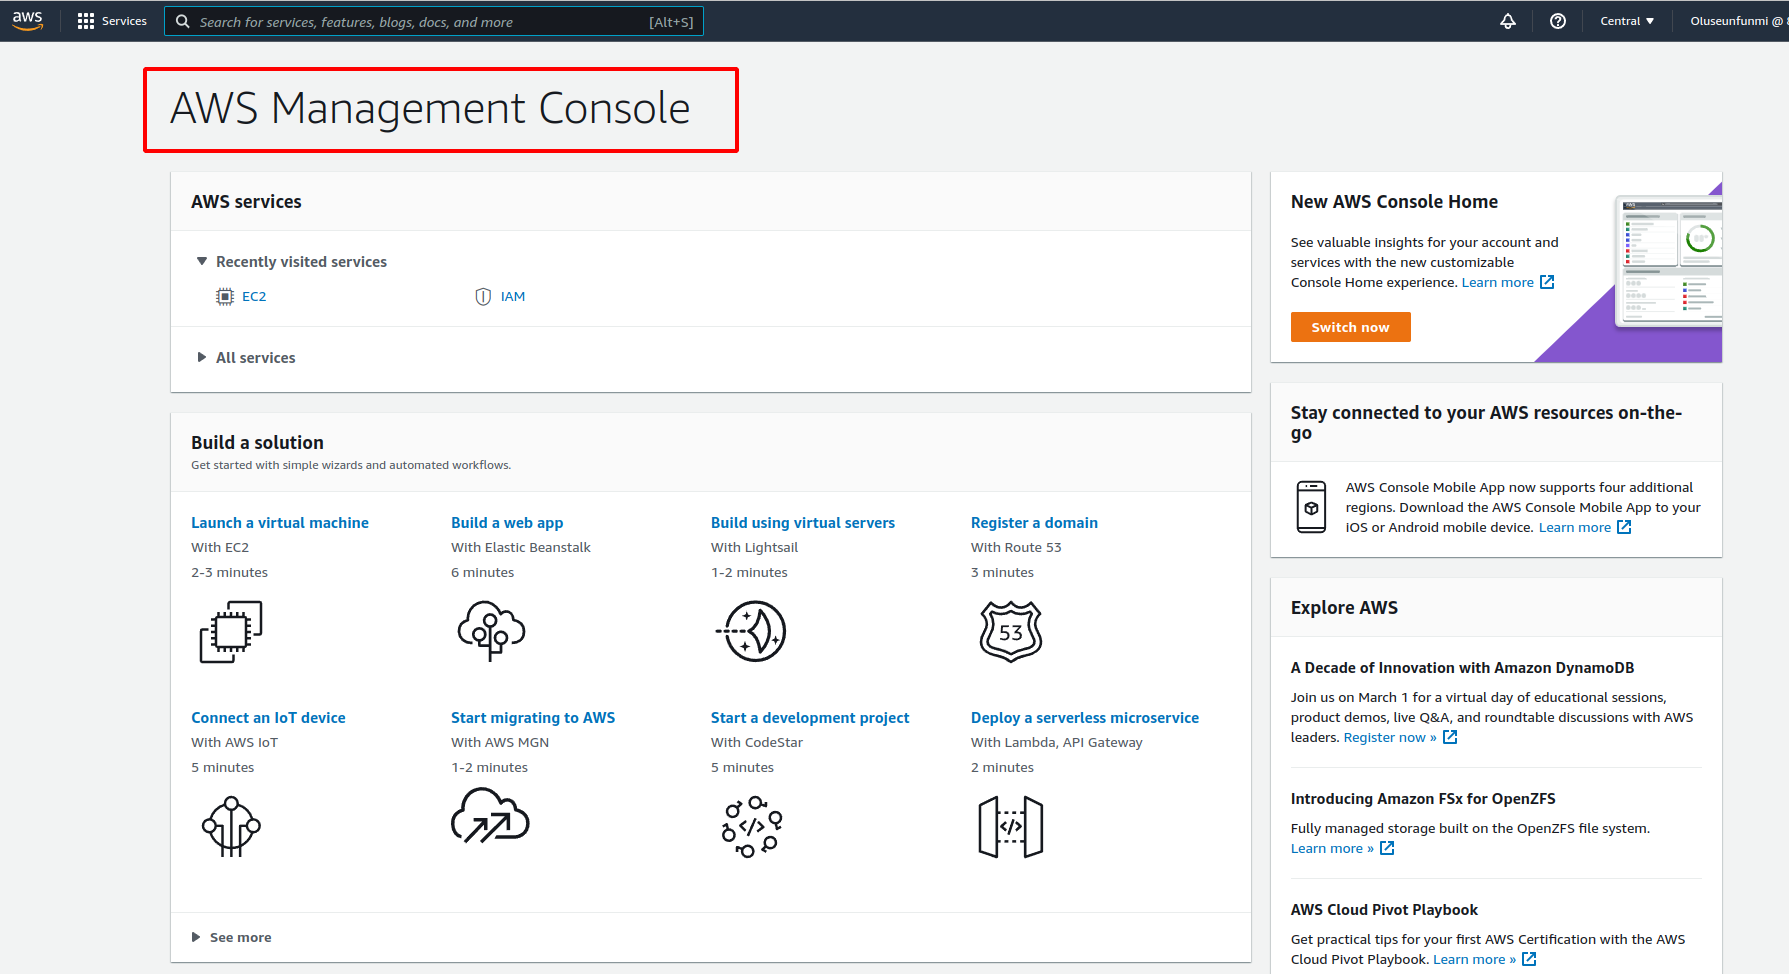 aws
Services
Search for services, features, blogs, docs, and more
[Alt+S]
Central
Oluseunfunmi @
AWS Management Console
AWS services
Recently visited services
EC2
IAM
All services
Build a solution
Get started with simple wizards and automated workflows.
Launch a virtual machine
With EC2
2-3 minutes
Build a web app
With Elastic Beanstalk
6 minutes
Build using virtual servers
With Lightsail
1-2 minutes
Register a domain
With Route 53
3 minutes
53
Connect an IoT device
With AWS IoT
5 minutes
Start migrating to AWS
With AWS MGN
1-2 minutes
Start a development project
With CodeStar
5 minutes
</>
Deploy a serverless microservice
With Lambda, API Gateway
2 minutes
</>
See more
New AWS Console Home
See valuable insights for your account and
services with the new customizable
Console Home experience. Learn more
Switch now
Stay connected to your AWS resources on-the-
go
AWS Console Mobile App now supports four additional
regions. Download the AWS Console Mobile App to your
iOS or Android mobile device. Learn more
Explore AWS
A Decade of Innovation with Amazon DynamoDB
Join us on March 1 for a virtual day of educational sessions,
product demos, live Q&A, and roundtable discussions with AWS
leaders. Register now »
Introducing Amazon FSx for OpenZFS
Fully managed storage built on the OpenZFS file system.
Learn more »
AWS Cloud Pivot Playbook
Get practical tips for your first AWS Certification with the AWS
Cloud Pivot Playbook. Learn more »